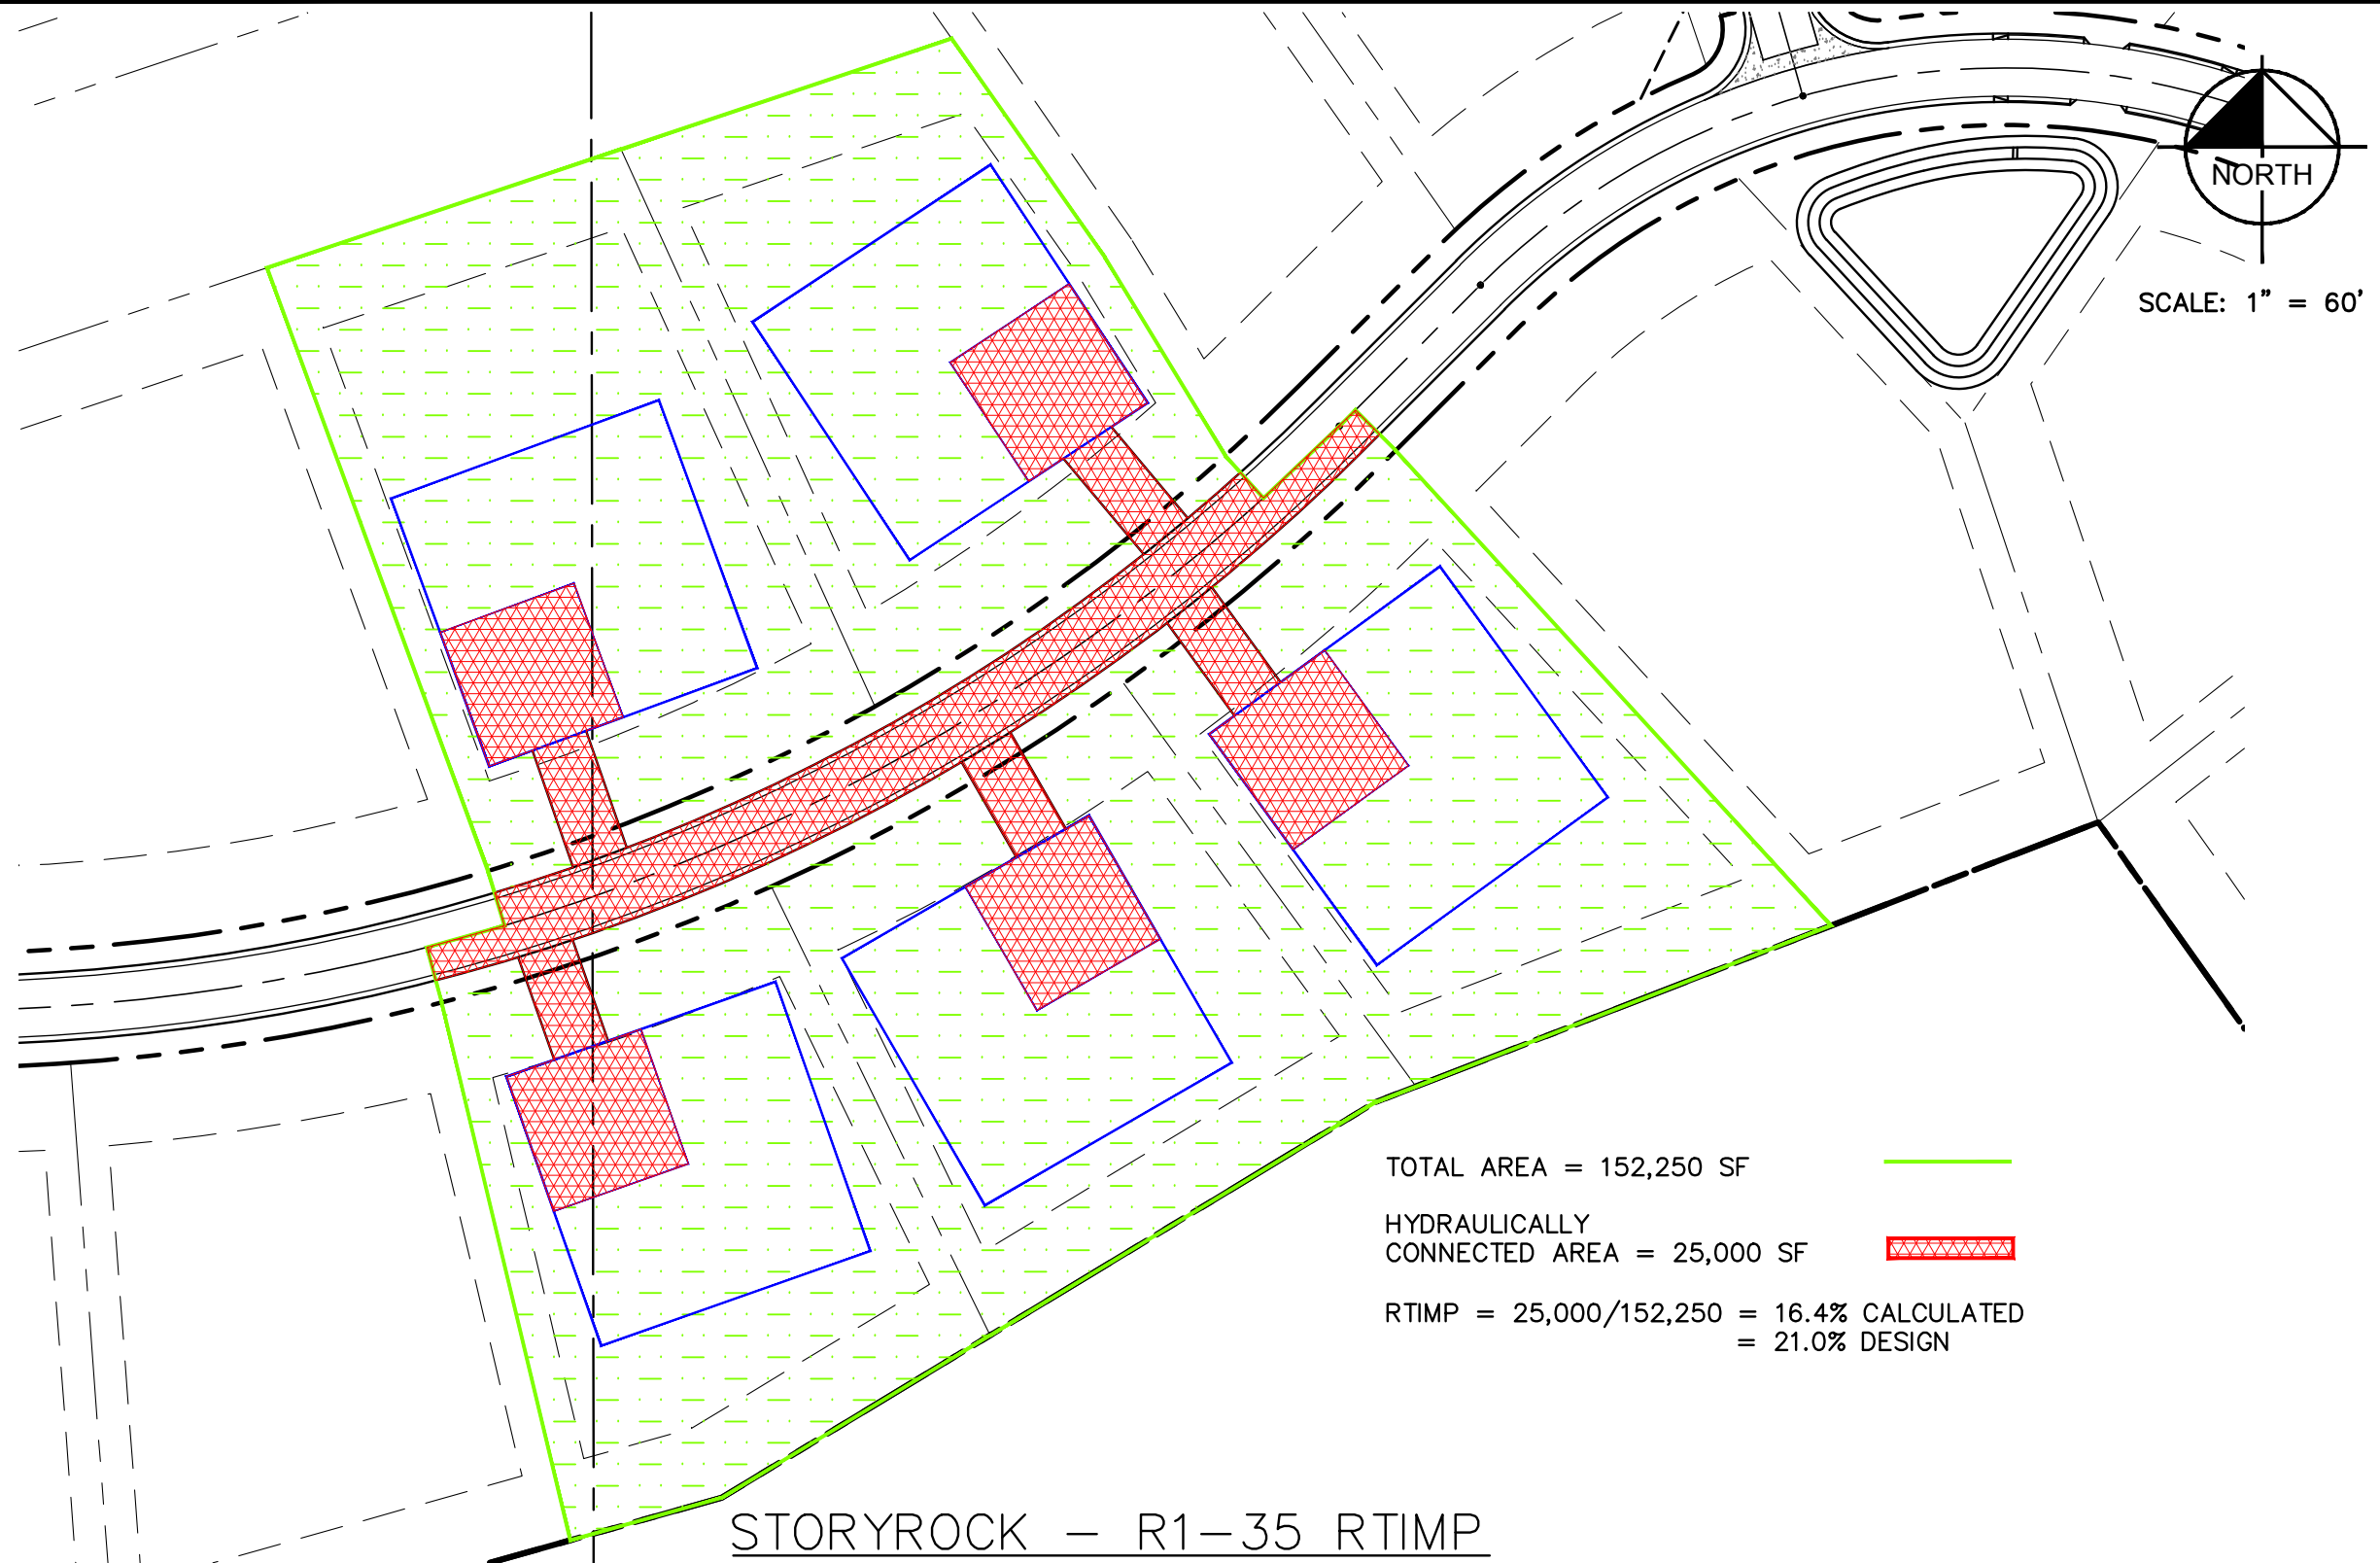 NORTH
SCALE: 1" = 60'
TOTAL AREA = 152,250 SF
HYDRAULICALLY
CONNECTED AREA = 25,000 SF
RTIMP = 25,000/152,250 = 16.4% CALCULATED
= 21.0% DESIGN
STORYROCK - R1-35 RTIMP